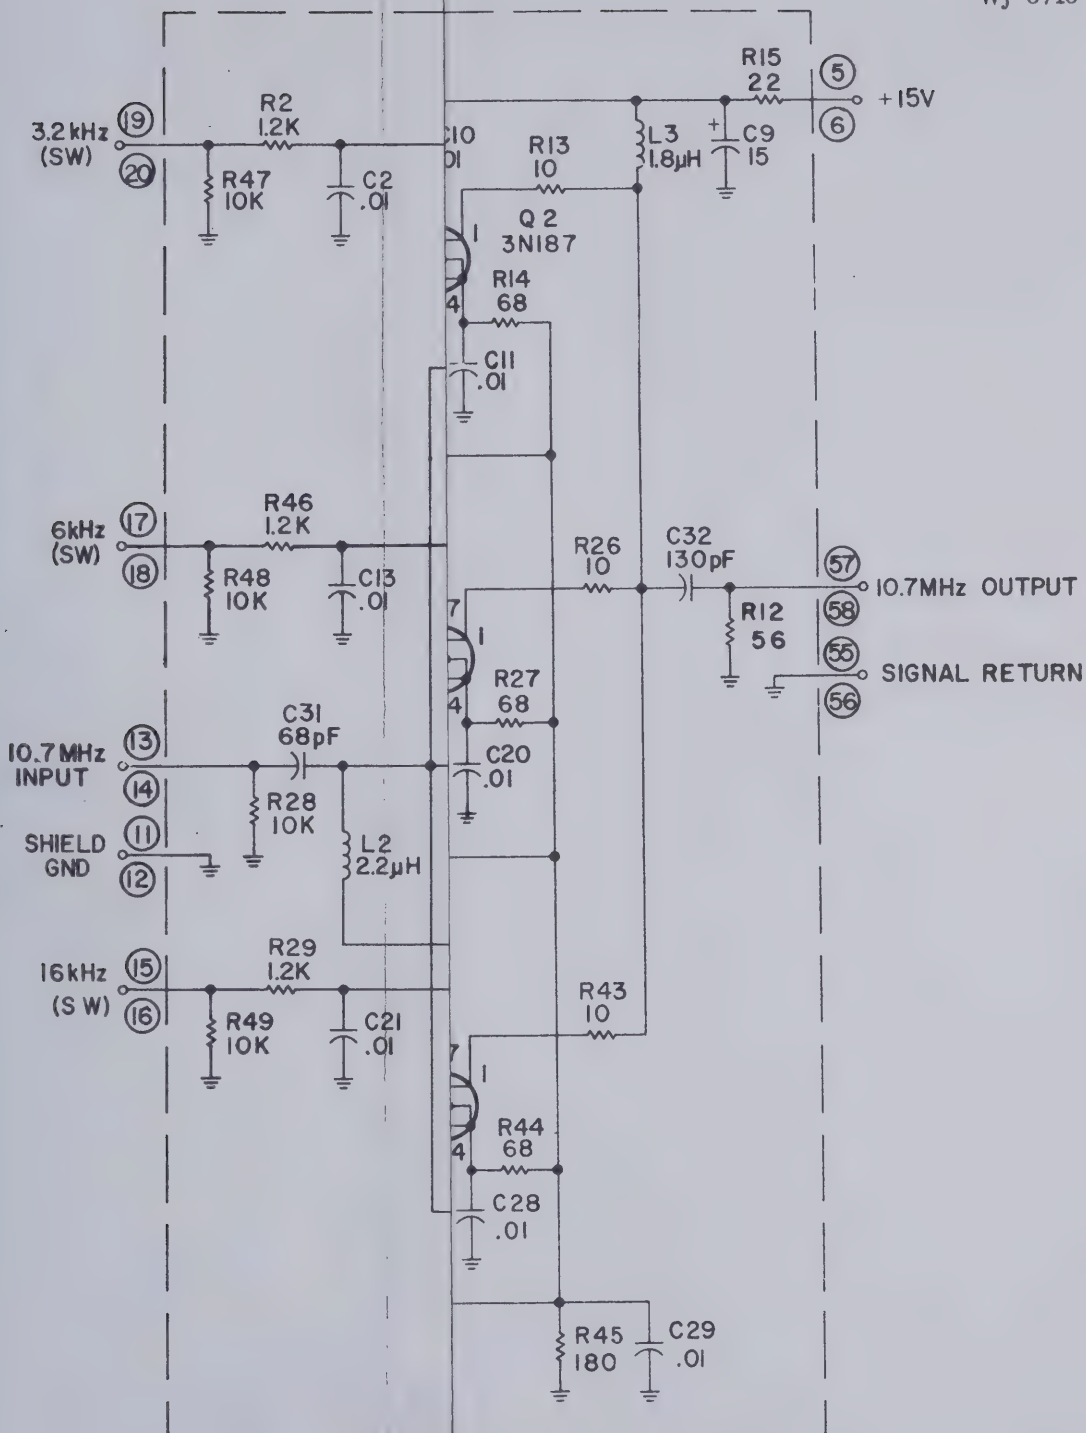 R15
22
5
+15V
6
R2
1.2K
3.2kHz
(SW)
19
20
R47
10K
C2
.01
C10
01
R13
10
L3
1.8µH
+
C9
15
1
Q2
3N187
4
R14
68
C11
.01
R46
1.2K
6kHz
(SW)
17
18
R48
10K
C13
.01
R26
10
C32
130pF
57
10.7MHz OUTPUT
58
R12
56
55
SIGNAL RETURN
56
7
1
4
R27
68
C20
.01
C31
68pF
10.7MHz
INPUT
13
14
R28
10K
SHIELD
GND
11
12
L2
2.2µH
R29
1.2K
16kHz
(SW)
15
16
R49
10K
C21
.01
R43
10
7
1
4
R44
68
C28
.01
R45
180
C29
.01